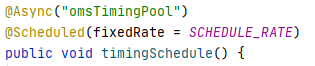 @Async("omsTimingPool")
@Scheduled(fixedRate = SCHEDULE_RATE)
public void timingSchedule() {